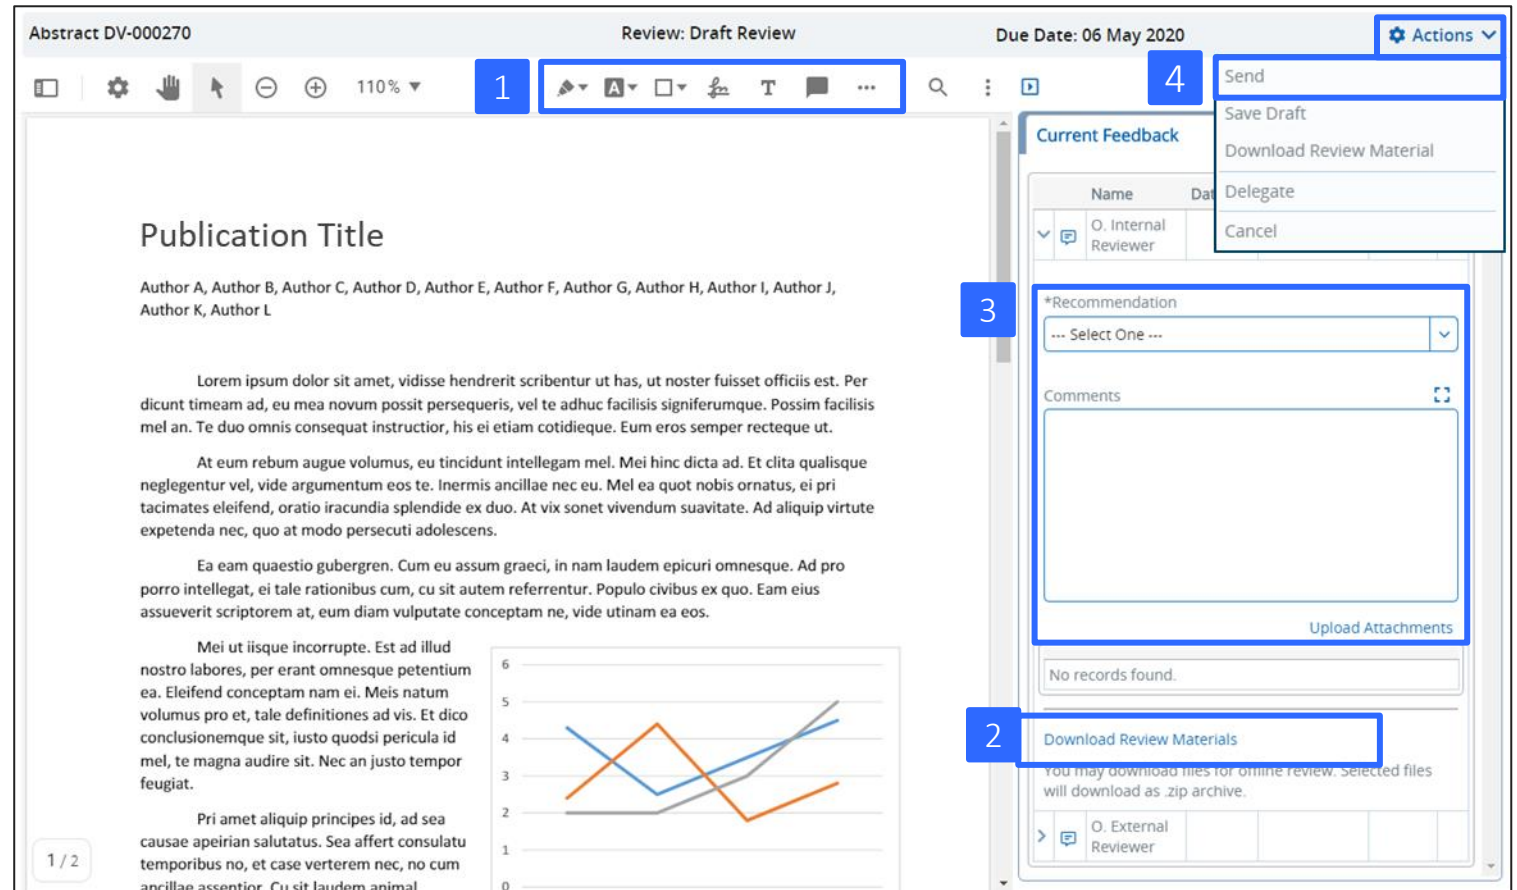 Abstract DV-000270
Review: Draft Review
Due Date: 06 May 2020
Actions
110%
1
A
T
4
Send
Save Draft
Download Review Material
Delegate
Cancel
Publication Title
Author A, Author B, Author C, Author D, Author E, Author F, Author G, Author H, Author I, Author J,
Author K, Author L
Lorem ipsum dolor sit amet, vidisse hendrerit scribentur ut has, ut noster fuisset officiis est. Per
dicunt timeam ad, eu mea novum possit persequeris, vel te adhuc facilisis signiferumque. Possim facilisis
mel an. Te duo omnis consequat instructior, his ei etiam cotidieque. Eum eros semper recteque ut.
At eum rebum augue volumus, eu tincidunt intellegam mel. Mei hinc dicta ad. Et clita qualisque
neglegentur vel, vide argumentum eos te. Inermis ancillae nec eu. Mel ea quot nobis ornatus, ei pri
tacimates eleifend, oratio iracundia splendide ex duo. At vix sonet vivendum suavitate. Ad aliquip virtute
expetenda nec, quo at modo persecuti adolescens.
Ea eam quaestio gubergren. Cum eu assum graeci, in nam laudem epicuri omnesque. Ad pro
porro intellegat, ei tale rationibus cum, cu sit autem referrentur. Populo civibus ex quo. Eam eius
assueverit scriptorem at, eum diam vulputate conceptam ne, vide utinam ea eos.
Mei ut iisque incorrupte. Est ad illud
nostro labores, per erant omnesque petentium
ea. Eleifend conceptam nam ei. Meis natum
volumus pro et, tale definitiones ad vis. Et dico
conclusionemque sit, iusto quodsi pericula id
mel, te magna audire sit. Nec an justo tempor
feugiat.
Pri amet aliquip principes id, ad sea
causae apeirian salutatus. Sea affert consulatu
temporibus no, et case verterem nec, no cum
ancillae assentior. Cu sit laudem animal
6
5
4
3
2
1
0
1 / 2
Current Feedback
Name
Dat
O. Internal
Reviewer
3
*Recommendation
--- Select One ---
Comments
Upload Attachments
No records found.
2
Download Review Materials
You may download files for offline review. Selected files
will download as .zip archive.
O. External
Reviewer